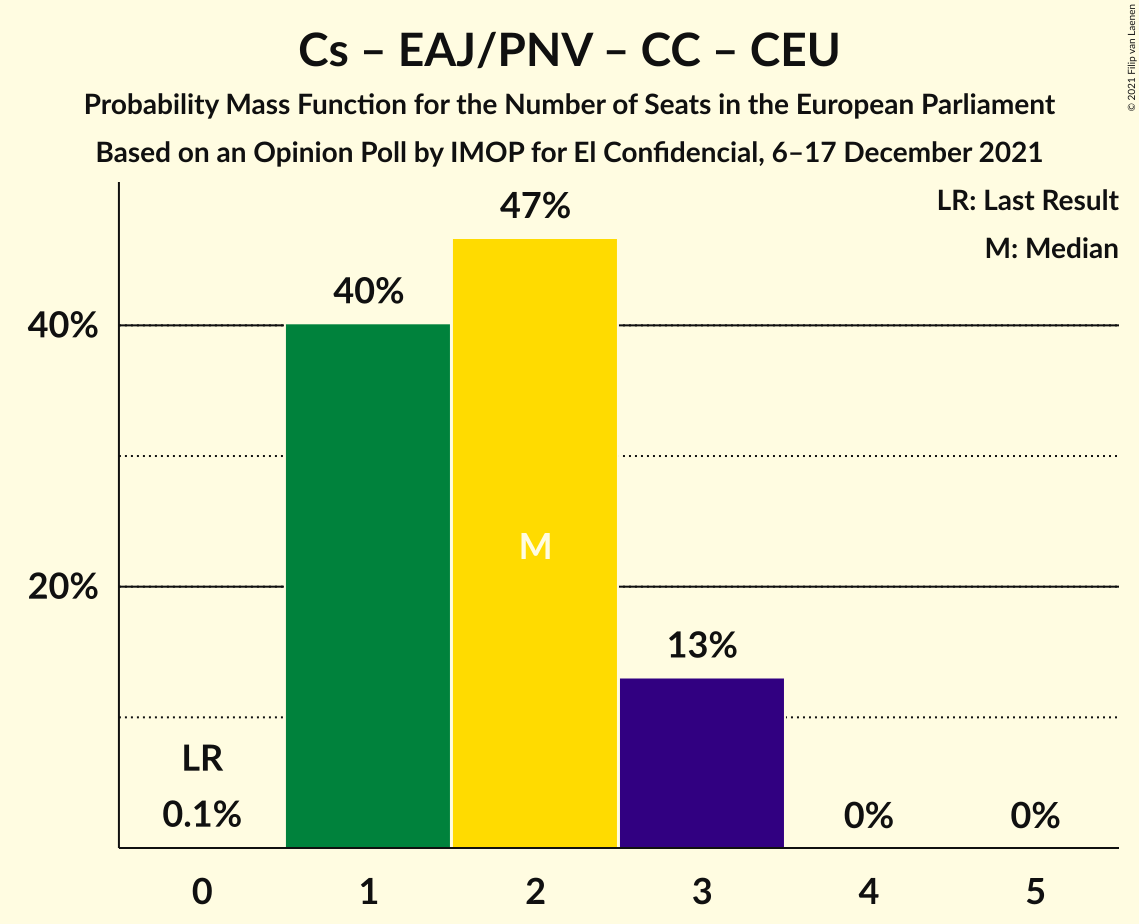 Cs – EAJ/PNV – CC – CEU
Probability Mass Function for the Number of Seats in the European Parliament
Based on an Opinion Poll by IMOP for El Confidencial, 6–17 December 2021
© 2021 Filip van Laenen
LR: Last Result
M: Median
47%
40%
40%
M
20%
13%
LR
0.1%
0%
0%
0
1
2
3
4
5